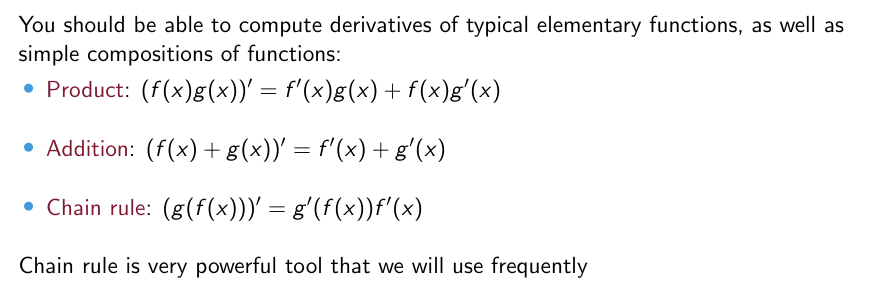 You should be able to compute derivatives of typical elementary functions, as well as
simple compositions of functions:
• Product: (f(x)g(x))′ = f′(x)g(x) + f(x)g′(x)
• Addition: (f(x) + g(x))′ = f′(x) + g′(x)
• Chain rule: (g(f(x)))′ = g′(f(x))f′(x)
Chain rule is very powerful tool that we will use frequently